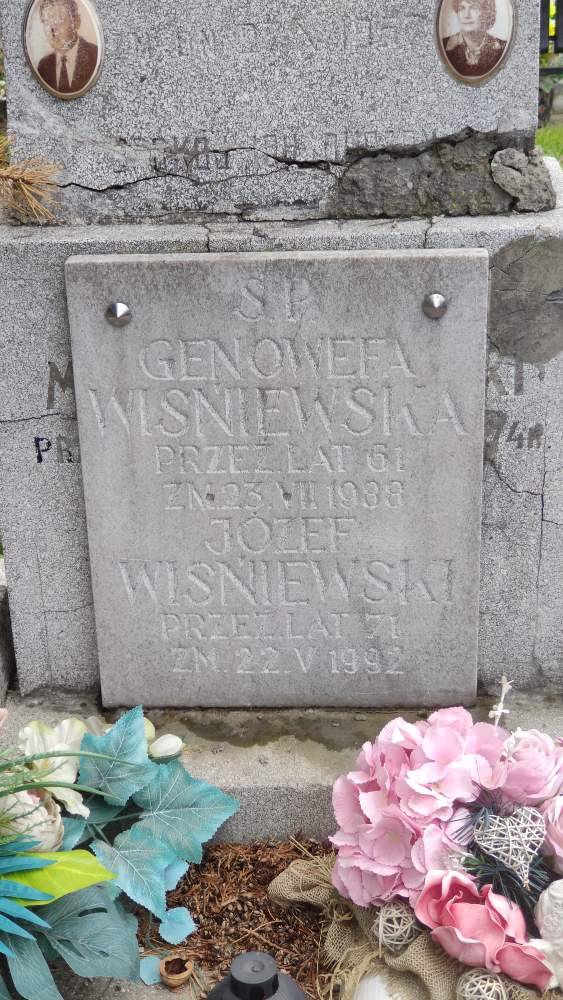 Ś.P.
GENOWEFA
WIŚNIEWSKA
PRZEŻ. LAT 61
ZM. 23. VII 1988
JÓZEF
WIŚNIEWSKI
PRZEŻ. LAT 71
ZM. 22. V 1992